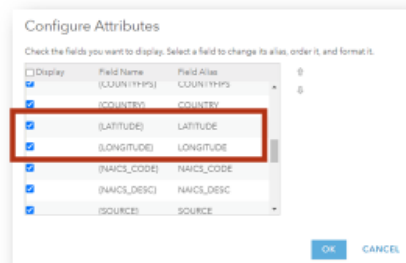 Configure Attributes
Check the fields you want to display. Select a field to change its alias, order it, and format it.
Display Field Name Field Alias
{COUNTYFIPS} COUNTYFIPS
{COUNTRY} COUNTRY
{LATITUDE} LATITUDE
{LONGITUDE} LONGITUDE
{NAICS_CODE} NAICS_CODE
{NAICS_DESC} NAICS_DESC
{SOURCE} SOURCE
OK CANCEL